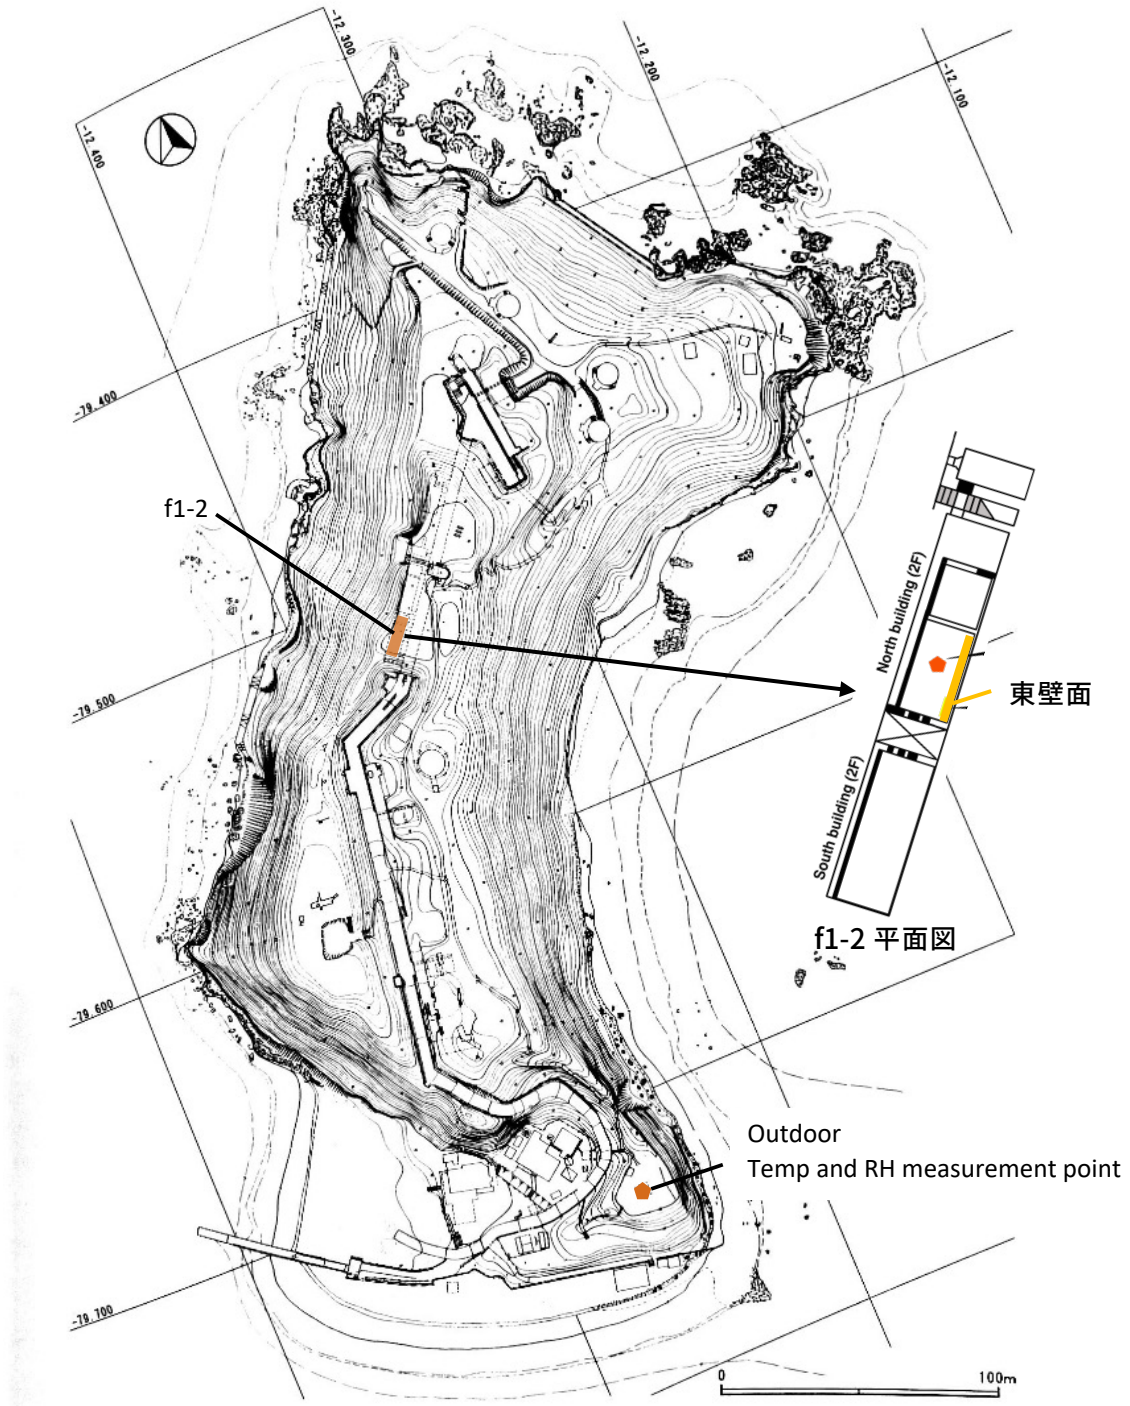 -12.300
-12.200
-12.100
-12.400
-79.400
f1-2
North building (2F)
-79.500
東壁面
South building (2F)
f1-2 平面図
-79.600
Outdoor
Temp and RH measurement point
-79.700
0 100m